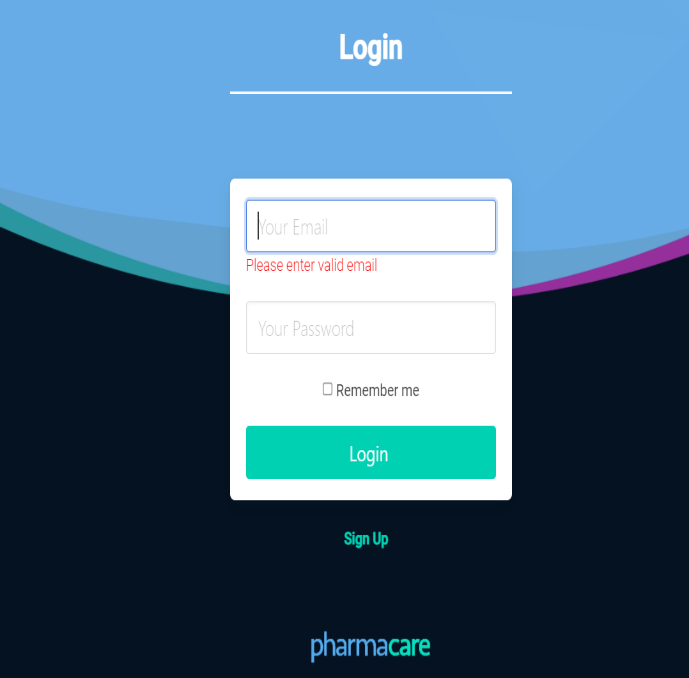 Login
Your Email
Please enter valid email
Your Password
Remember me
Login
Sign Up
pharmacare